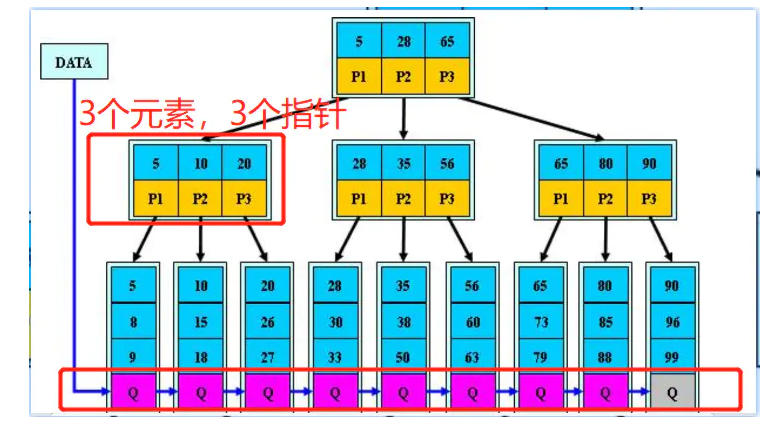 5 28 65
DATA
P1 P2 P3
3个元素，3个指针
5 10 20 28 35 56 65 80 90
P1 P2 P3 P1 P2 P3 P1 P2 P3
5 10 20 28 35 56 65 80 90
8 15 26 30 38 60 73 85 96
9 18 27 33 50 63 79 88 99
Q Q Q Q Q Q Q Q Q